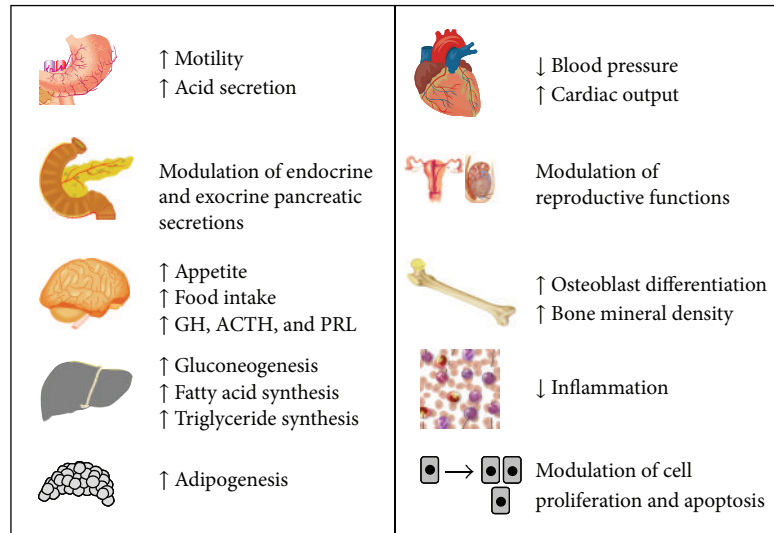 ↑ Motility
↑ Acid secretion
Modulation of endocrine
and exocrine pancreatic
secretions
↑ Appetite
↑ Food intake
↑ GH, ACTH, and PRL
↑ Gluconeogenesis
↑ Fatty acid synthesis
↑ Triglyceride synthesis
↑ Adipogenesis
↓ Blood pressure
↑ Cardiac output
Modulation of
reproductive functions
↑ Osteoblast differentiation
↑ Bone mineral density
↓ Inflammation
Modulation of cell
proliferation and apoptosis